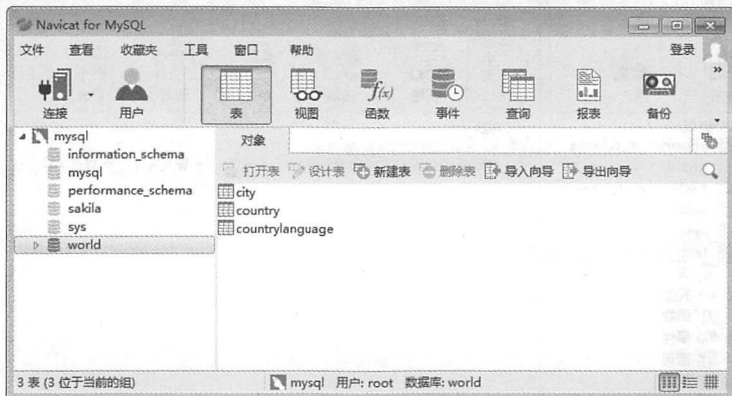 Navicat for MySQL
文件 查看 收藏夹 工具 窗口 帮助 登录
连接 用户 表 视图 f(x) 函数 事件 查询 报表 备份
mysql
information_schema
mysql
performance_schema
sakila
sys
world
对象
打开表 设计表 新建表 删除表 导入向导 导出向导
city
country
countrylanguage
3 表 (3 位于当前的组) mysql 用户: root 数据库: world